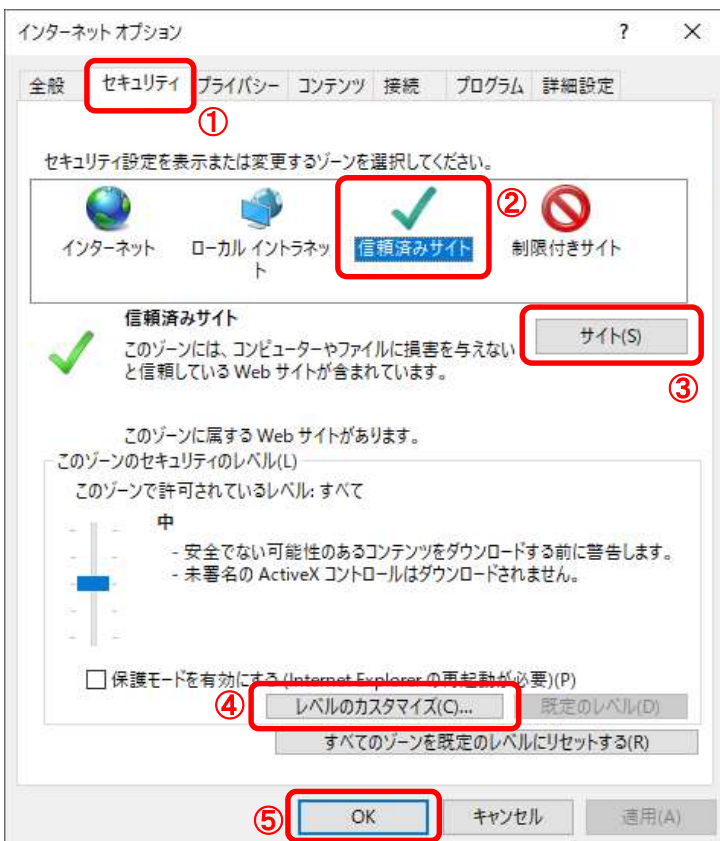 インターネット オプション ? ×
全般 セキュリティ プライバシー コンテンツ 接続 プログラム 詳細設定
①
セキュリティ設定を表示または変更するゾーンを選択してください。
②
インターネット ローカル イントラネッ 信頼済みサイト 制限付きサイト
ト
信頼済みサイト
サイト(S)
このゾーンには、コンピューターやファイルに損害を与えない
と信頼している Web サイトが含まれています。
③
このゾーンに属する Web サイトがあります。
このゾーンのセキュリティのレベル(L)
このゾーンで許可されているレベル: すべて
中
- 安全でない可能性のあるコンテンツをダウンロードする前に警告します。
- 未署名の ActiveX コントロールはダウンロードされません。
保護モードを有効にする (Internet Explorer の再起動が必要)(P)
④ レベルのカスタマイズ(C)... 既定のレベル(D)
すべてのゾーンを既定のレベルにリセットする(R)
⑤ OK キャンセル 適用(A)